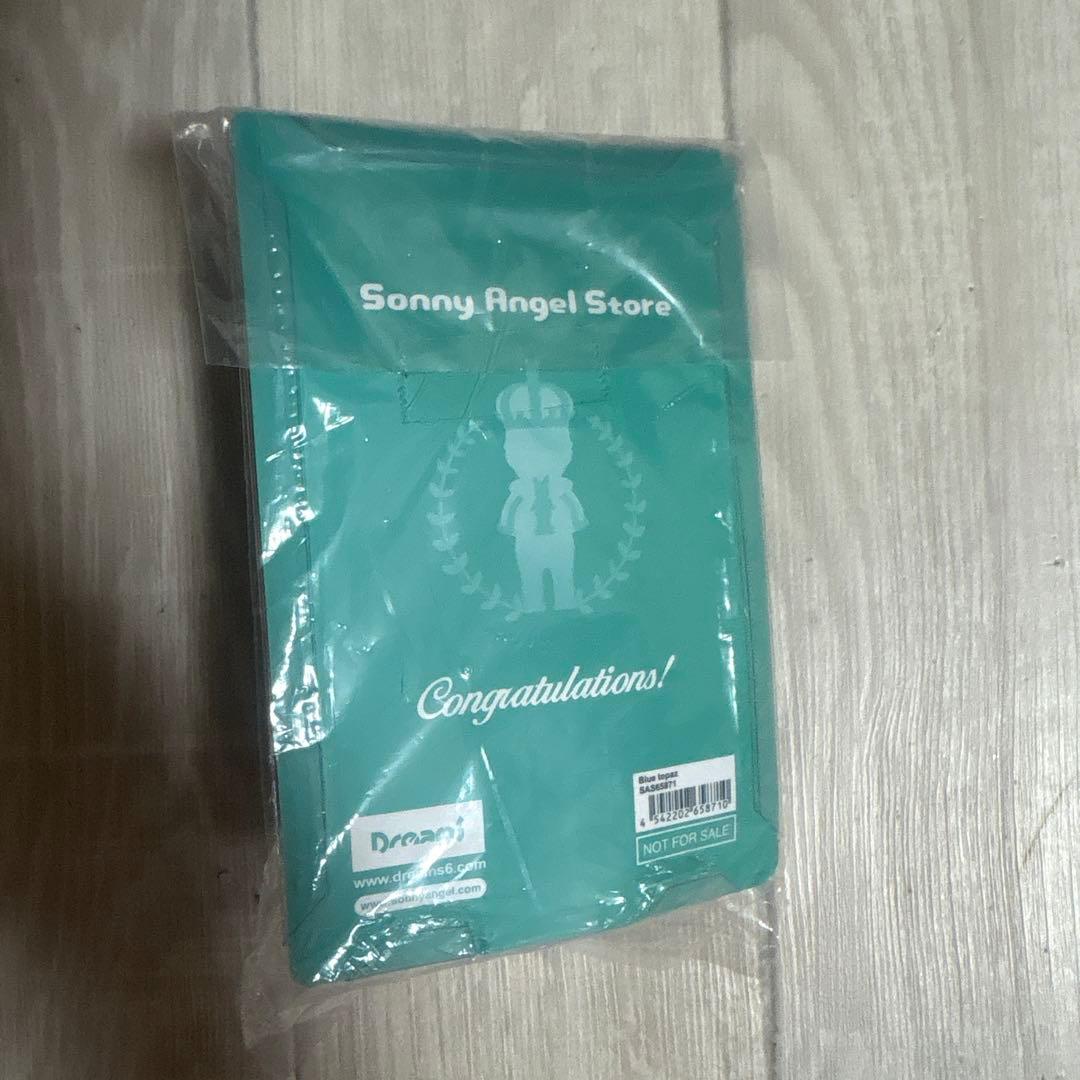 Sonny Angel Store
Congratulations!
Blue topaz
SAS65871
4 542202 658710
NOT FOR SALE
Dreams
www.dreams6.com
www.sonnyangel.com